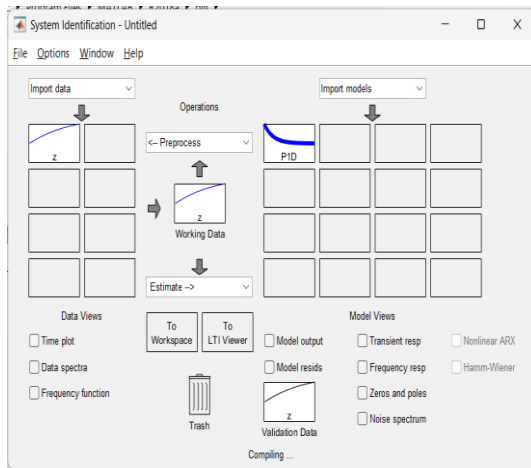 System Identification - Untitled
File Options Window Help
Import data
Import models
Operations
<-- Preprocess
z
P1D
z
Working Data
Estimate -->
Data Views
To Workspace
To LTI Viewer
Model Views
Time plot
Model output
Transient resp
Nonlinear ARX
Data spectra
Model resids
Frequency resp
Hamm-Wiener
Frequency function
Zeros and poles
z
Noise spectrum
Trash
Validation Data
Compiling ...